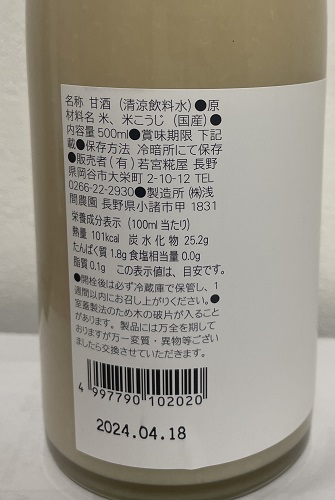 名称 甘酒（清涼飲料水）●原
材料名 米、米こうじ（国産）●
内容量 500ml●賞味期限 下記
載●保存方法 冷暗所にて保存
●販売者（有）若宮糀屋 長野
県岡谷市大栄町 2-10-12 TEL
0266-22-2930●製造所 ㈱浅
間農園 長野県小諸市甲 1831
栄養成分表示（100ml当たり）
熱量 101kcal 炭水化物 25.2g
たんぱく質 1.8g 食塩相当量 0.0g
脂質 0.1g この表示値は、目安です。
●開栓後は必ず冷蔵庫で保管し、1
週間以内にお召し上がりください。●
室蓋製法のため木の破片が入ること
があります。製品には万全を期して
おりますが万一変質・異物等ござい
ましたら交換させていただきます。
4 997790 102020
2024.04.18